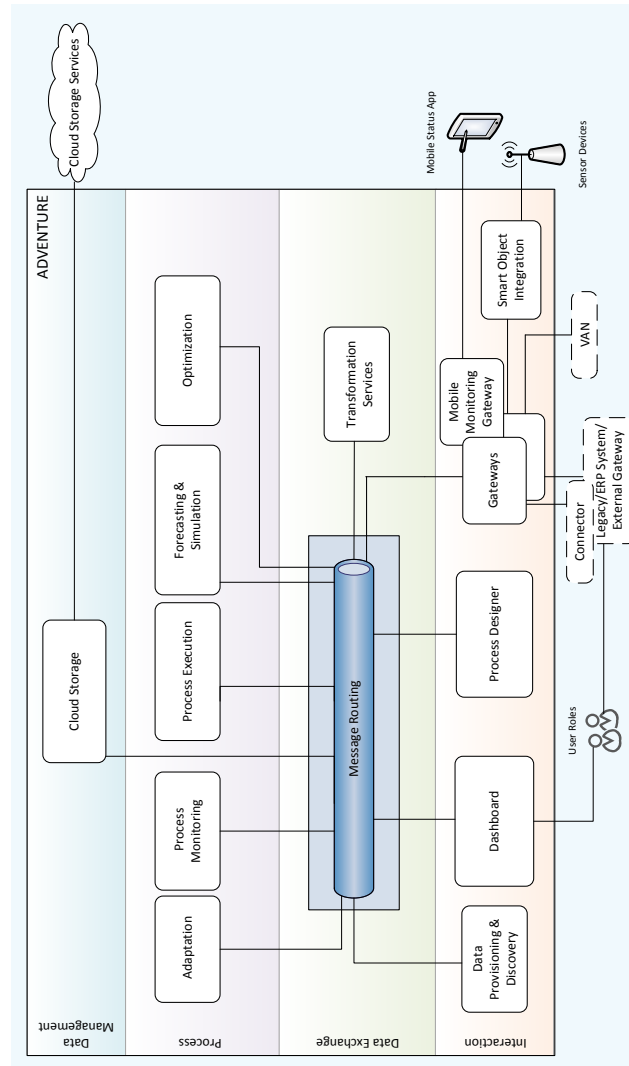 ADVENTURE
Cloud Storage Services
Data
Management
Cloud Storage
Process
Adaptation
Process
Monitoring
Process Execution
Forecasting &
Simulation
Optimization
Data Exchange
Message Routing
Transformation
Services
Interaction
Data
Provisioning &
Discovery
Dashboard
Process Designer
Gateways
Mobile
Monitoring
Gateway
Smart Object
Integration
Mobile Status App
Sensor Devices
User Roles
Connector
Legacy/ERP System/
External Gateway
VAN